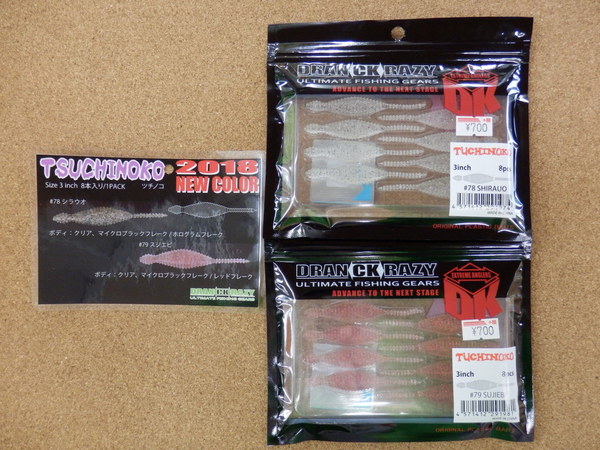 TSUCHINOKO
2018
NEW COLOR
Size 3 inch 8本入り/1PACK
ツチノコ
#78 シラウオ
ボディ:クリア、マイクロブラックフレーク/ホログラムフレーク
#79 スジエビ
ボディ:クリア、マイクロブラックフレーク/レッドフレーク
DRANCKRAZY
ULTIMATE FISHING GEARS
DRANCKRAZY
ULTIMATE FISHING GEARS
ADVANCE TO THE NEXT STAGE
DK
¥700
TUCHINOKO
3inch
8pcs
#78 SHIRAUO
DRANCKRAZY
ULTIMATE FISHING GEARS
ADVANCE TO THE NEXT STAGE
EXTREME ANGLERS
DK
¥700
TUCHINOKO
3inch
#79 SUJIEB
4 571412 291981